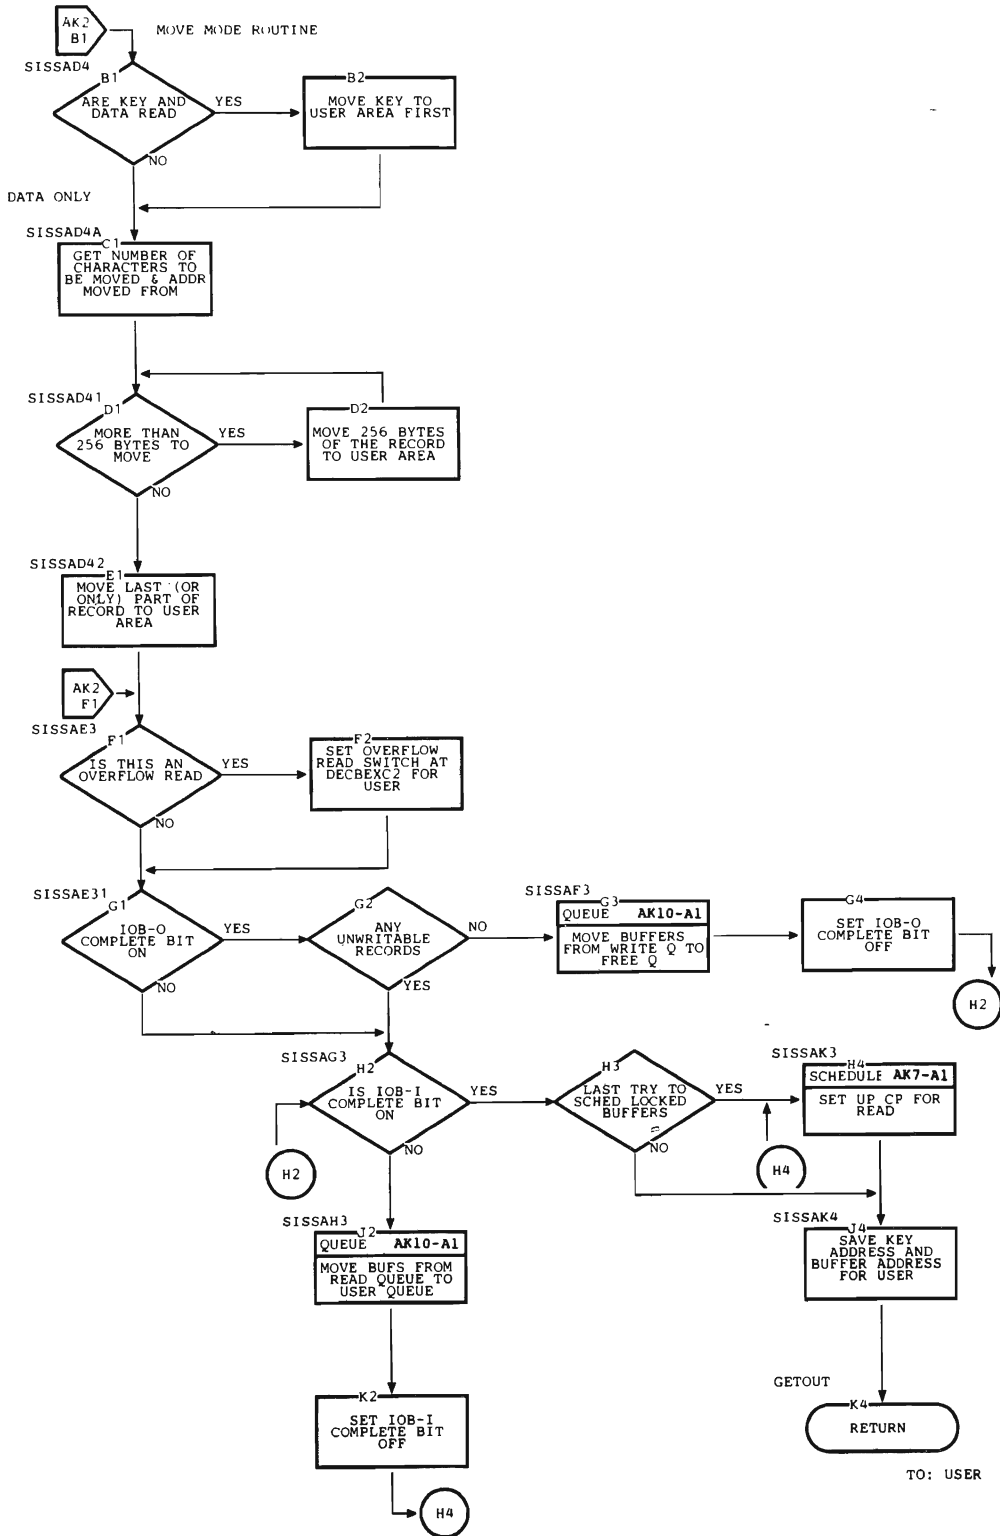 AK2
B1
MOVE MODE ROUTINE
SISSAD4
B1
ARE KEY AND
DATA READ
YES
NO
B2
MOVE KEY TO
USER AREA FIRST
DATA ONLY
SISSAD4A
C1
GET NUMBER OF
CHARACTERS TO
BE MOVED & ADDR
MOVED FROM
SISSAD41
D1
MORE THAN
256 BYTES TO
MOVE
YES
NO
D2
MOVE 256 BYTES
OF THE RECORD
TO USER AREA
SISSAD42
E1
MOVE LAST (OR
ONLY) PART OF
RECORD TO USER
AREA
AK2
F1
SISSAE3
F1
IS THIS AN
OVERFLOW READ
YES
NO
F2
SET OVERFLOW
READ SWITCH AT
DECBEXC2 FOR
USER
SISSAE31
G1
IOB-O
COMPLETE BIT
ON
YES
NO
G2
ANY
UNWRITABLE
RECORDS
NO
YES
SISSAF3
G3
QUEUE AK10-A1
MOVE BUFFERS
FROM WRITE Q TO
FREE Q
G4
SET IOB-O
COMPLETE BIT
OFF
H2
SISSAG3
H2
IS IOB-I
COMPLETE BIT
ON
YES
NO
H2
H3
LAST TRY TO
SCHED LOCKED
BUFFERS
YES
NO
SISSAK3
H4
SCHEDULE AK7-A1
SET UP CP FOR
READ
H4
SISSAH3
J2
QUEUE AK10-A1
MOVE BUFS FROM
READ QUEUE TO
USER QUEUE
SISSAK4
J4
SAVE KEY
ADDRESS AND
BUFFER ADDRESS
FOR USER
K2
SET IOB-I
COMPLETE BIT
OFF
H4
GETOUT
K4
RETURN
TO: USER